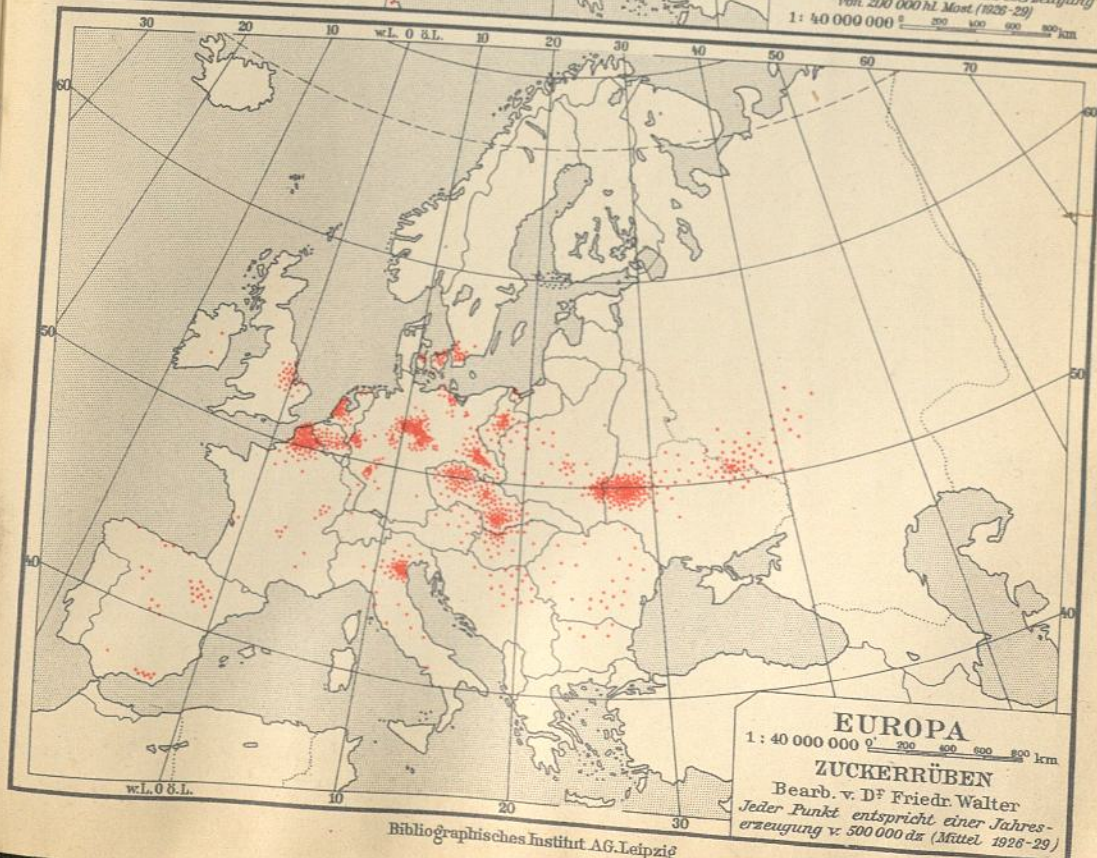 erzeugung
von 200 000 hl Most (1926-29)
1: 40 000 000 0 200 400 600 800 km
30 20 10 w.L. 0 ö.L. 10 20 30 40 50 60 70
60 60
50 50
40 40
EUROPA
1: 40 000 000 0 200 400 600 800 km
ZUCKERRÜBEN
Bearb. v. Dr Friedr. Walter
Jeder Punkt entspricht einer Jahres-
erzeugung v. 500 000 dz (Mittel 1926-29)
w.L. 0 ö.L. 10 20 30
Bibliographisches Institut AG. Leipzig